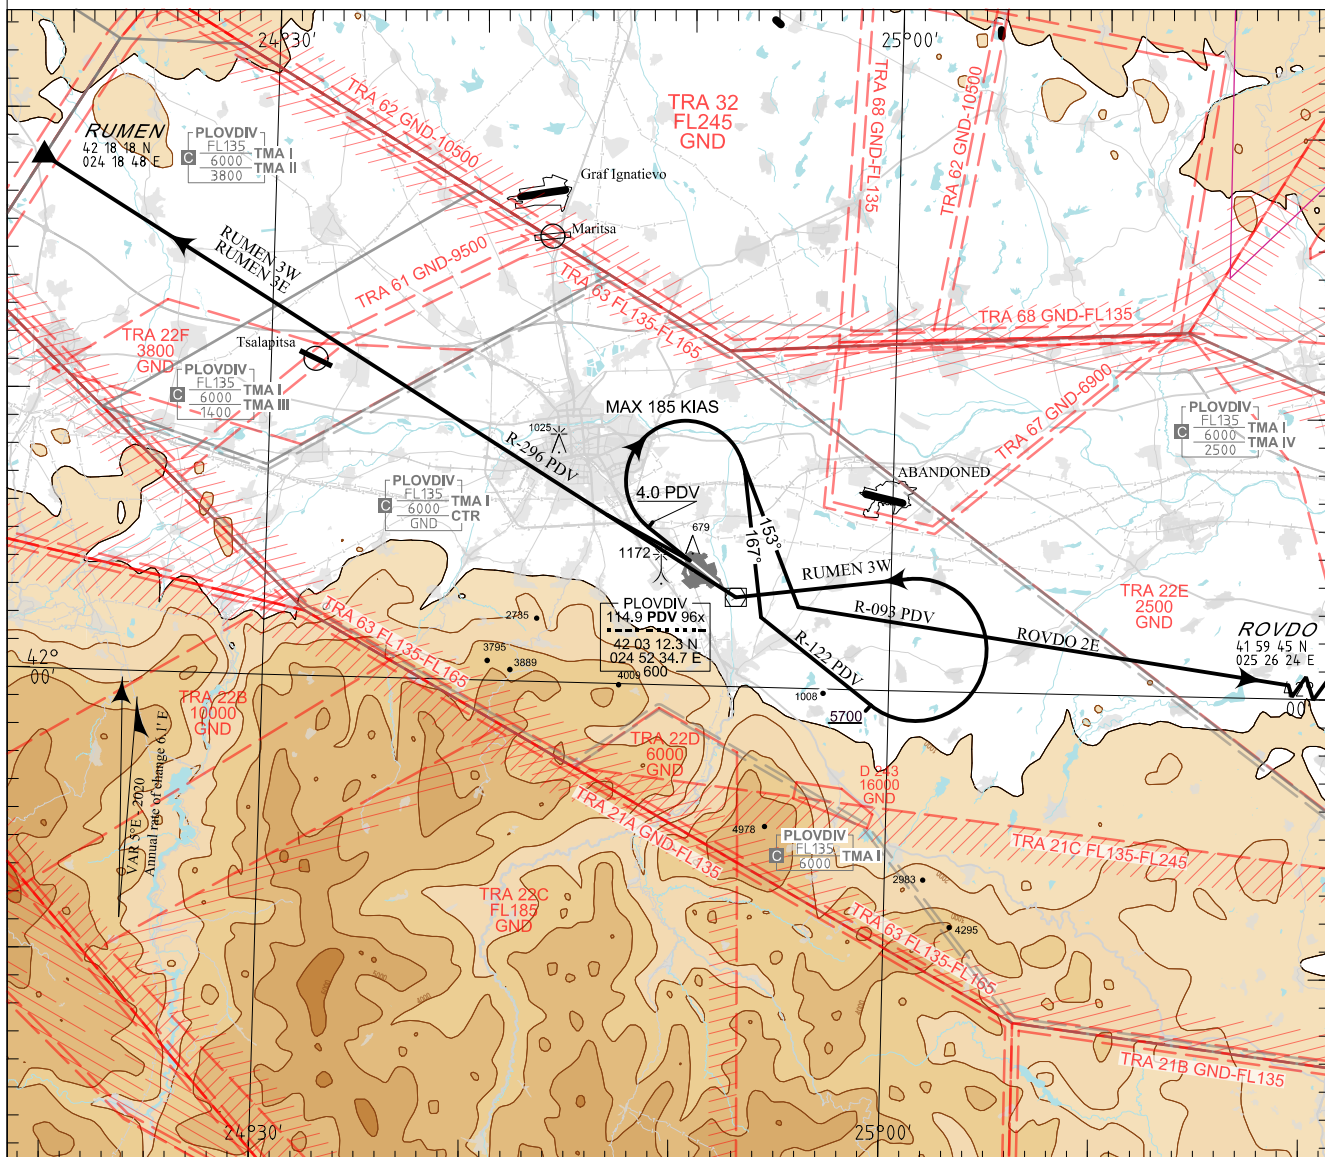 24°30'
25°00'
RUMEN
42 18 18 N
024 18 48 E
PLOVDIV
FL135
C 6000 TMA I
3800 TMA II
TRA 62 GND-10500
TRA 32
FL245
GND
TRA 68 GND-FL135
TRA 62 GND-10500
Graf Ignatievo
Maritsa
RUMEN 3W
RUMEN 3E
TRA 61 GND-9500
TRA 63 FL135-FL165
TRA 68 GND-FL135
TRA 22F
3800
GND
Tsalapitsa
PLOVDIV
FL135
C 6000 TMA I
1400 TMA III
TRA 67 GND-6900
PLOVDIV
FL135
C 6000 TMA I
2500 TMA IV
MAX 185 KIAS
1025
R-296 PDV
ABANDONED
4.0 PDV
PLOVDIV
FL135
C 6000 TMA I
GND CTR
679
1172
153°
167°
RUMEN 3W
R-093 PDV
ROVDO 2E
R-122 PDV
TRA 22E
2500
GND
ROVDO
41 59 45 N
025 26 24 E
PLOVDIV
114.9 PDV 96x
42 03 12.3 N
024 52 34.7 E
600
TRA 63 FL135-FL165
2735
3795
3889
4009
1008
5700
42°
00'
42°
00'
TRA 22B
10000
GND
TRA 22D
6000
GND
D 243
16000
GND
VAR 5°E - 2020
Annual rate of change 6.1' E
TRA 21A GND-FL135
4978
PLOVDIV
FL135
C 6000 TMA I
TRA 21C FL135-FL245
2983
4295
TRA 22C
FL185
GND
TRA 63 FL135-FL165
TRA 21B GND-FL135
24°30'
25°00'